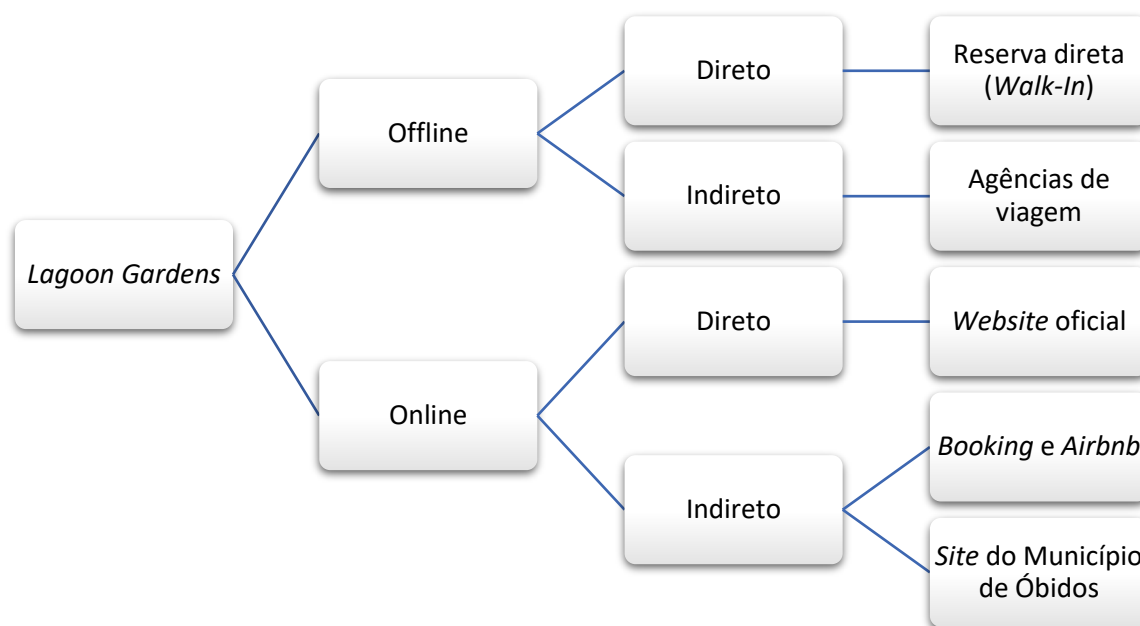 Lagoon Gardens
Offline
Direto
Reserva direta
(Walk-In)
Indireto
Agências de
viagem
Online
Direto
Website oficial
Indireto
Booking e Airbnb
Site do Município
de Óbidos